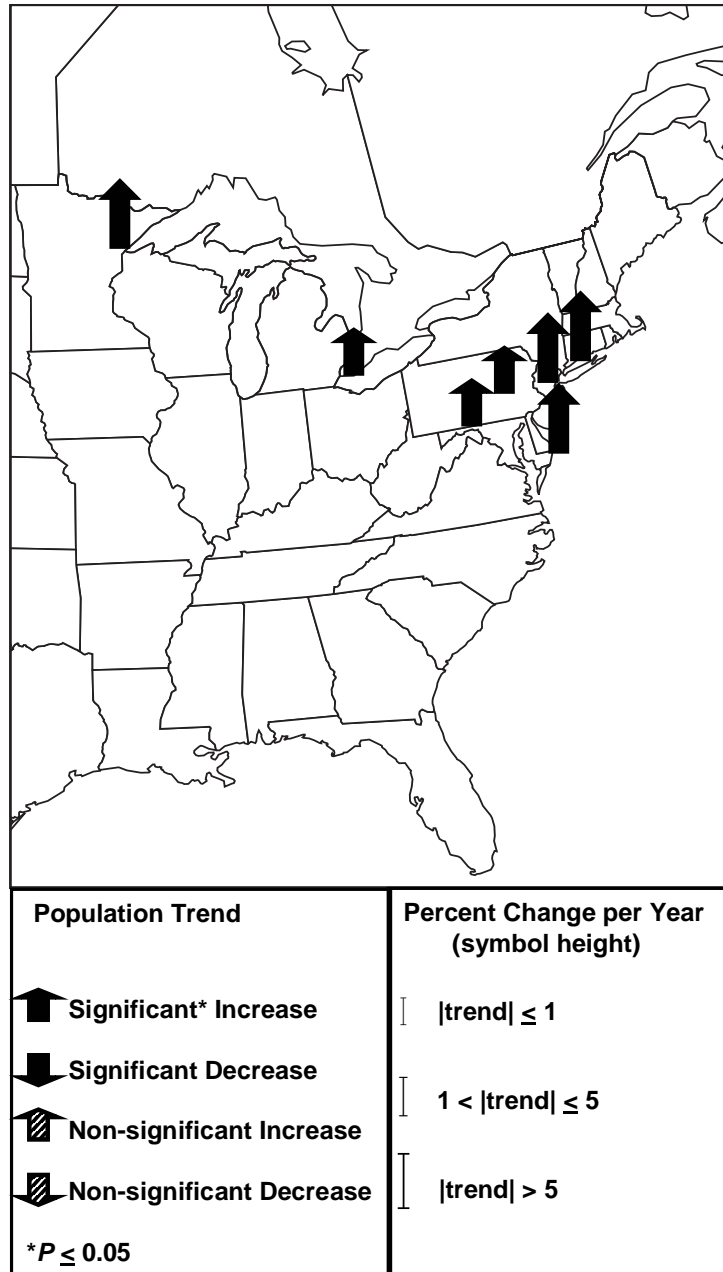 Population Trend
Significant* Increase
Significant Decrease
Non-significant Increase
Non-significant Decrease
*P ≤ 0.05
Percent Change per Year
(symbol height)
|trend| ≤ 1
1 < |trend| ≤ 5
|trend| > 5